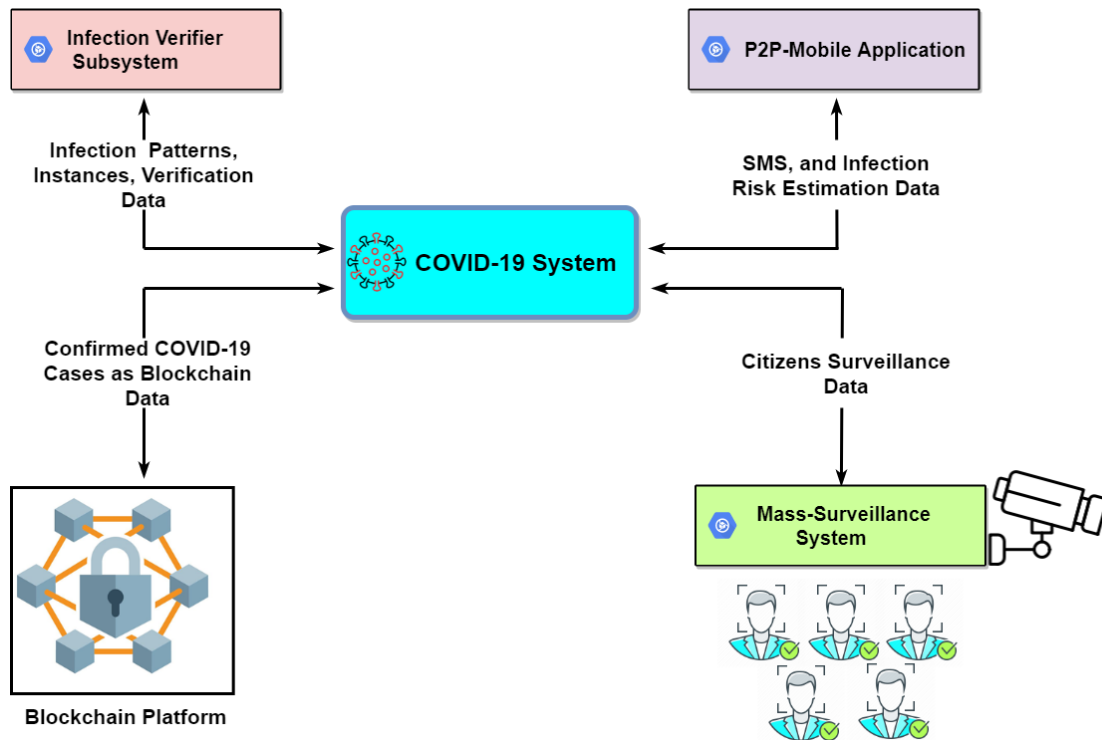 Infection Verifier
Subsystem
P2P-Mobile Application
Infection Patterns,
Instances, Verification
Data
SMS, and Infection
Risk Estimation Data
COVID-19 System
Confirmed COVID-19
Cases as Blockchain
Data
Citizens Surveillance
Data
Mass-Surveillance
System
Blockchain Platform